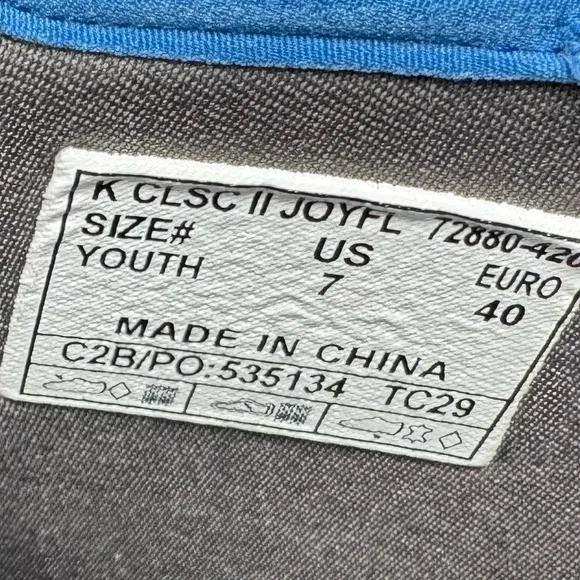 K CLSC II JOYFL 72880-420
SIZE# US EURO
YOUTH 7 40
MADE IN CHINA
C2B/PO:535134 TC29